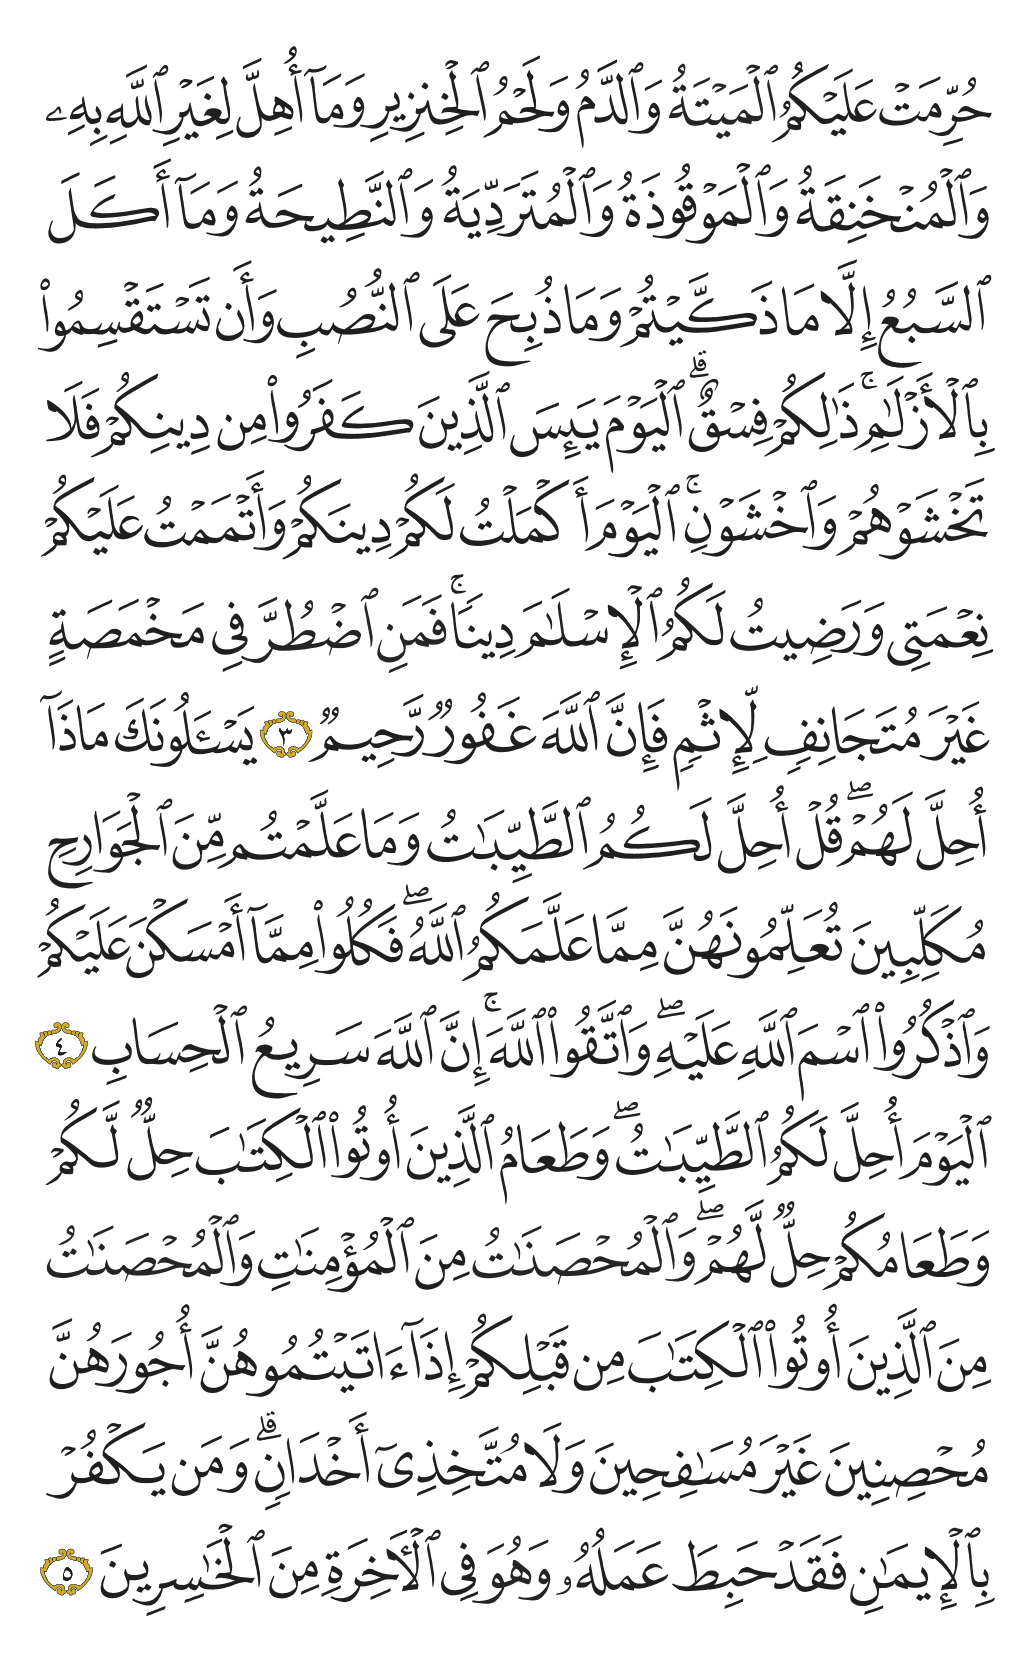 حُرِّمَتْ عَلَيْكُمُ ٱلْمَيْتَةُ وَٱلدَّمُ وَلَحْمُ ٱلْخِنزِيرِ وَمَآ أُهِلَّ لِغَيْرِ ٱللَّهِ بِهِۦ
وَٱلْمُنْخَنِقَةُ وَٱلْمَوْقُوذَةُ وَٱلْمُتَرَدِّيَةُ وَٱلنَّطِيحَةُ وَمَآ أَكَلَ
ٱلسَّبُعُ إِلَّا مَا ذَكَّيْتُمْ وَمَا ذُبِحَ عَلَى ٱلنُّصُبِ وَأَن تَسْتَقْسِمُوا۟
بِٱلْأَزْلَٰمِ ۚ ذَٰلِكُمْ فِسْقٌ ۗ ٱلْيَوْمَ يَئِسَ ٱلَّذِينَ كَفَرُوا۟ مِن دِينِكُمْ فَلَا
تَخْشَوْهُمْ وَٱخْشَوْنِ ۚ ٱلْيَوْمَ أَكْمَلْتُ لَكُمْ دِينَكُمْ وَأَتْمَمْتُ عَلَيْكُمْ
نِعْمَتِى وَرَضِيتُ لَكُمُ ٱلْإِسْلَٰمَ دِينًا ۚ فَمَنِ ٱضْطُرَّ فِى مَخْمَصَةٍ
غَيْرَ مُتَجَانِفٍ لِّإِثْمٍ فَإِنَّ ٱللَّهَ غَفُورٌ رَّحِيمٌ ٣ يَسْـَٔلُونَكَ مَاذَآ
أُحِلَّ لَهُمْ ۖ قُلْ أُحِلَّ لَكُمُ ٱلطَّيِّبَٰتُ وَمَا عَلَّمْتُم مِّنَ ٱلْجَوَارِحِ
مُكَلِّبِينَ تُعَلِّمُونَهُنَّ مِمَّا عَلَّمَكُمُ ٱللَّهُ ۖ فَكُلُوا۟ مِمَّآ أَمْسَكْنَ عَلَيْكُمْ
وَٱذْكُرُوا۟ ٱسْمَ ٱللَّهِ عَلَيْهِ ۖ وَٱتَّقُوا۟ ٱللَّهَ ۚ إِنَّ ٱللَّهَ سَرِيعُ ٱلْحِسَابِ ٤
ٱلْيَوْمَ أُحِلَّ لَكُمُ ٱلطَّيِّبَٰتُ ۖ وَطَعَامُ ٱلَّذِينَ أُوتُوا۟ ٱلْكِتَٰبَ حِلٌّ لَّكُمْ
وَطَعَامُكُمْ حِلٌّ لَّهُمْ ۖ وَٱلْمُحْصَنَٰتُ مِنَ ٱلْمُؤْمِنَٰتِ وَٱلْمُحْصَنَٰتُ
مِنَ ٱلَّذِينَ أُوتُوا۟ ٱلْكِتَٰبَ مِن قَبْلِكُمْ إِذَآ ءَاتَيْتُمُوهُنَّ أُجُورَهُنَّ
مُحْصِنِينَ غَيْرَ مُسَٰفِحِينَ وَلَا مُتَّخِذِىٓ أَخْدَانٍ ۗ وَمَن يَكْفُرْ
بِٱلْإِيمَٰنِ فَقَدْ حَبِطَ عَمَلُهُۥ وَهُوَ فِى ٱلْـَٔاخِرَةِ مِنَ ٱلْخَٰسِرِينَ ٥